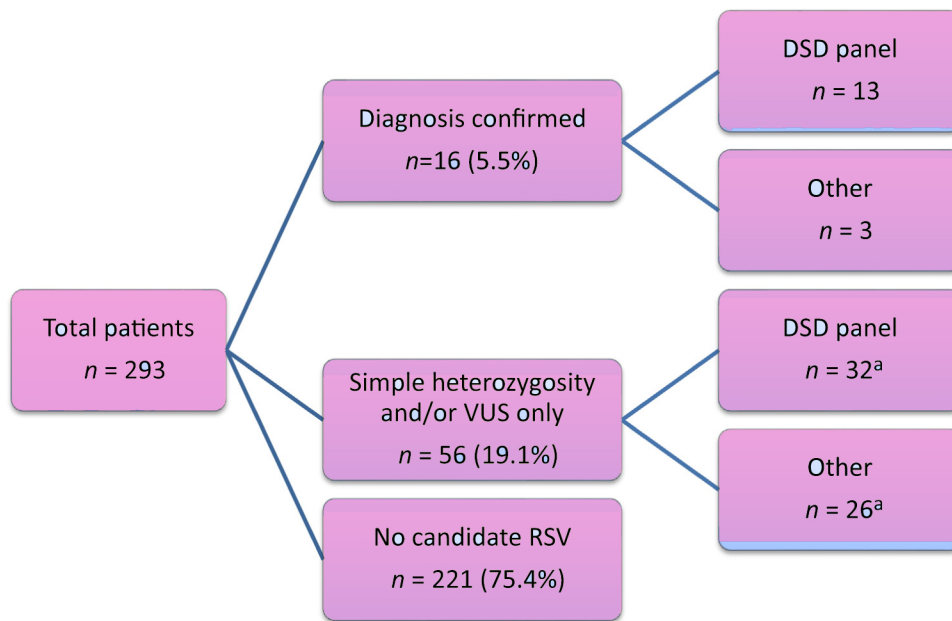 Total patients
n = 293
Diagnosis confirmed
n=16 (5.5%)
DSD panel
n = 13
Other
n = 3
Simple heterozygosity
and/or VUS only
n = 56 (19.1%)
DSD panel
n = 32ᵃ
Other
n = 26ᵃ
No candidate RSV
n = 221 (75.4%)